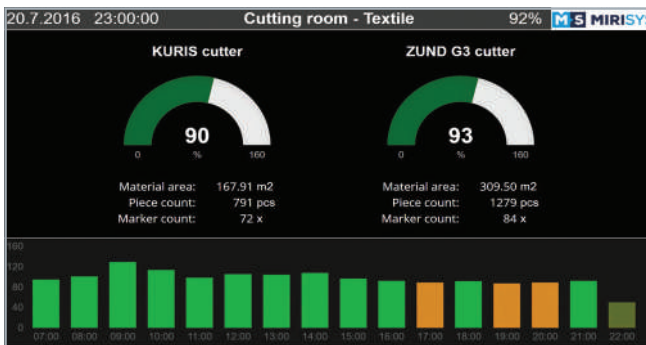 20.7.2016 23:00:00 Cutting room - Textile 92% MS MIRISYS
KURIS cutter ZUND G3 cutter
90 93
0 % 160 0 % 160
Material area: 167.91 m2 Material area: 309.50 m2
Piece count: 791 pcs Piece count: 1279 pcs
Marker count: 72 x Marker count: 84 x
160
120
80
40
0
07:00 08:00 09:00 10:00 11:00 12:00 13:00 14:00 15:00 16:00 17:00 18:00 19:00 20:00 21:00 22:00